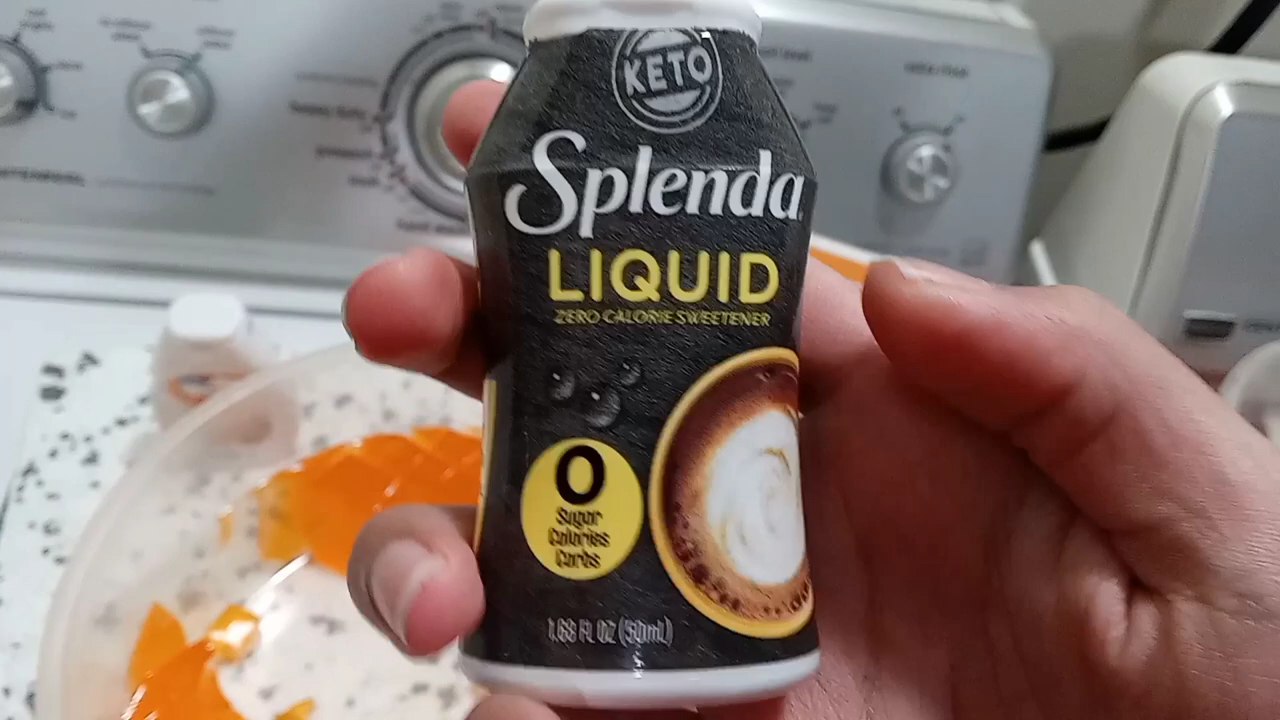 KETO
Splenda
LIQUID
ZERO CALORIE SWEETENER
0
Sugar
Calories
Carbs
1.68 FL OZ (50mL)